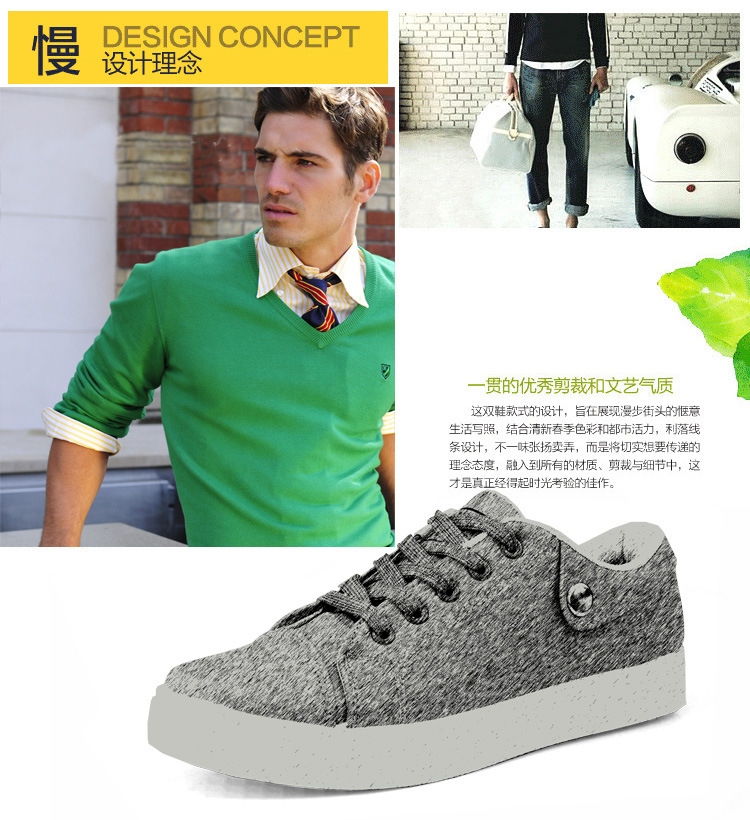 慢
DESIGN CONCEPT
设计理念
一贯的优秀剪裁和文艺气质
这双鞋款式的设计，旨在展现漫步街头的惬意
生活写照，结合清新春季色彩和都市活力，利落线
条设计，不一味张扬卖弄，而是将切实想要传递的
理念态度，融入到所有的材质、剪裁与细节中，这
才是真正经得起时光考验的佳作。